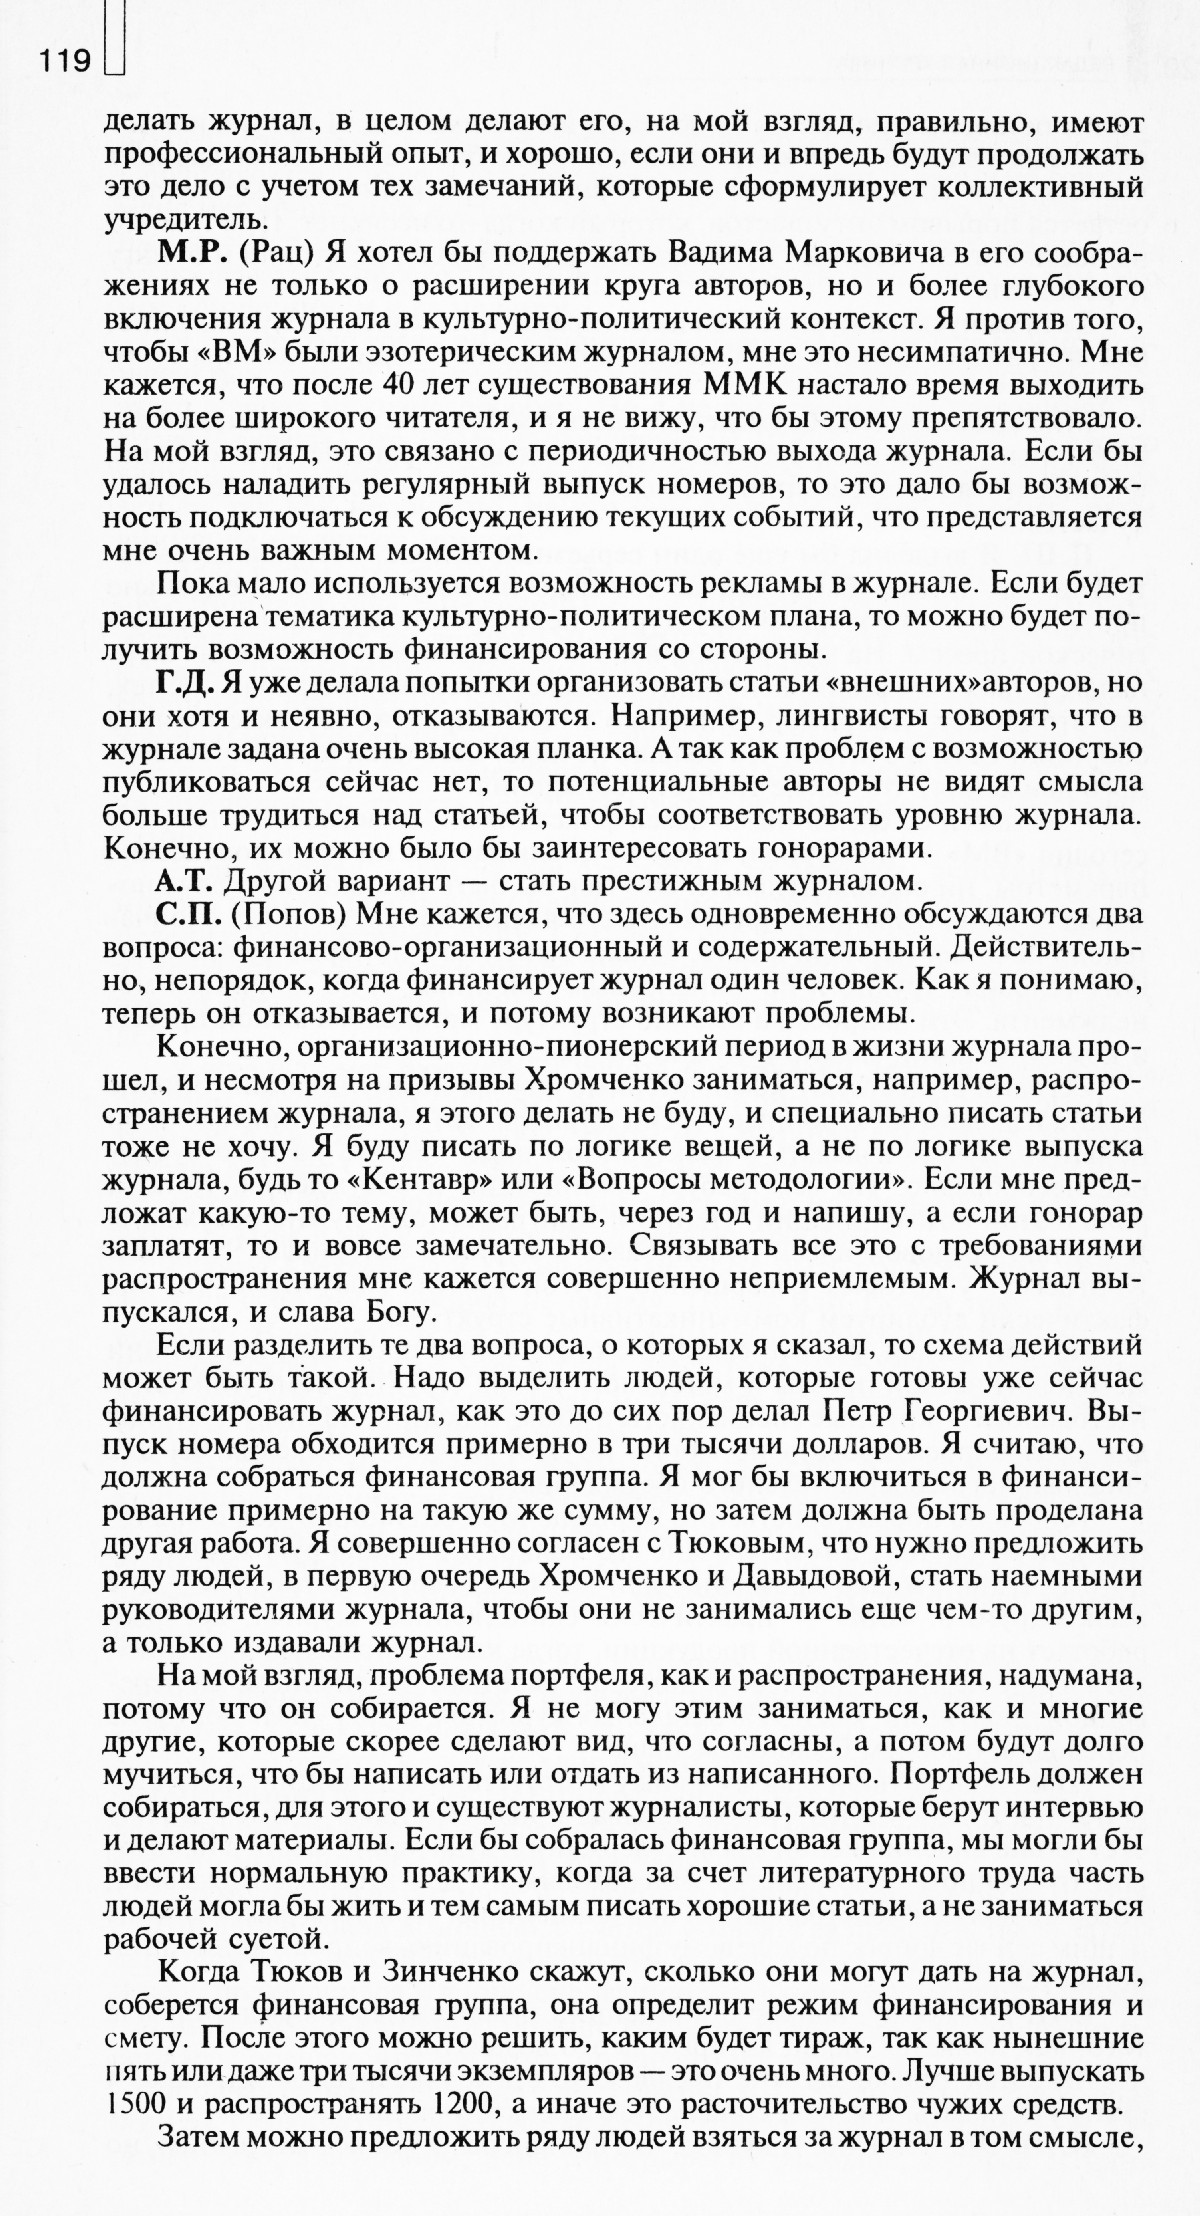 119
делать журнал, в целом делают его, на мой взгляд, правильно, имеют
профессиональный опыт, и хорошо, если они и впредь будут продолжать
это дело с учетом тех замечаний, которые сформулирует коллективный
учредитель.
М.Р. (Рац) Я хотел бы поддержать Вадима Марковича в его сообра-
жениях не только о расширении круга авторов, но и более глубокого
включения журнала в культурно-политический контекст. Я против того,
чтобы «ВМ» были эзотерическим журналом, мне это несимпатично. Мне
кажется, что после 40 лет существования ММК настало время выходить
на более широкого читателя, и я не вижу, что бы этому препятствовало.
На мой взгляд, это связано с периодичностью выхода журнала. Если бы
удалось наладить регулярный выпуск номеров, то это дало бы возмож-
ность подключаться к обсуждению текущих событий, что представляется
мне очень важным моментом.
Пока мало используется возможность рекламы в журнале. Если будет
расширена тематика культурно-политическом плана, то можно будет по-
лучить возможность финансирования со стороны.
Г.Д. Я уже делала попытки организовать статьи «внешних»авторов, но
они хотя и неявно, отказываются. Например, лингвисты говорят, что в
журнале задана очень высокая планка. А так как проблем с возможностью
публиковаться сейчас нет, то потенциальные авторы не видят смысла
больше трудиться над статьей, чтобы соответствовать уровню журнала.
Конечно, их можно было бы заинтересовать гонорарами.
А.Т. Другой вариант — стать престижным журналом.
С.П. (Попов) Мне кажется, что здесь одновременно обсуждаются два
вопроса: финансово-организационный и содержательный. Действитель-
но, непорядок, когда финансирует журнал один человек. Как я понимаю,
теперь он отказывается, и потому возникают проблемы.
Конечно, организационно-пионерский период в жизни журнала про-
шел, и несмотря на призывы Хромченко заниматься, например, распро-
странением журнала, я этого делать не буду, и специально писать статьи
тоже не хочу. Я буду писать по логике вещей, а не по логике выпуска
журнала, будь то «Кентавр» или «Вопросы методологии». Если мне пред-
ложат какую-то тему, может быть, через год и напишу, а если гонорар
заплатят, то и вовсе замечательно. Связывать все это с требованиями
распространения мне кажется совершенно неприемлемым. Журнал вы-
пускался, и слава Богу.
Если разделить те два вопроса, о которых я сказал, то схема действий
может быть такой. Надо выделить людей, которые готовы уже сейчас
финансировать журнал, как это до сих пор делал Петр Георгиевич. Вы-
пуск номера обходится примерно в три тысячи долларов. Я считаю, что
должна собраться финансовая группа. Я мог бы включиться в финанси-
рование примерно на такую же сумму, но затем должна быть проделана
другая работа. Я совершенно согласен с Тюковым, что нужно предложить
ряду людей, в первую очередь Хромченко и Давыдовой, стать наемными
руководителями журнала, чтобы они не занимались еще чем-то другим,
а только издавали журнал.
На мой взгляд, проблема портфеля, как и распространения, надумана,
потому что он собирается. Я не могу этим заниматься, как и многие
другие, которые скорее сделают вид, что согласны, а потом будут долго
мучиться, что бы написать или отдать из написанного. Портфель должен
собираться, для этого и существуют журналисты, которые берут интервью
и делают материалы. Если бы собралась финансовая группа, мы могли бы
ввести нормальную практику, когда за счет литературного труда часть
людей могла бы жить и тем самым писать хорошие статьи, а не заниматься
рабочей суетой.
Когда Тюков и Зинченко скажут, сколько они могут дать на журнал,
соберется финансовая группа, она определит режим финансирования и
смету. После этого можно решить, каким будет тираж, так как нынешние
пять или даже три тысячи экземпляров — это очень много. Лучше выпускать
1500 и распространять 1200, а иначе это расточительство чужих средств.
Затем можно предложить ряду людей взяться за журнал в том смысле,